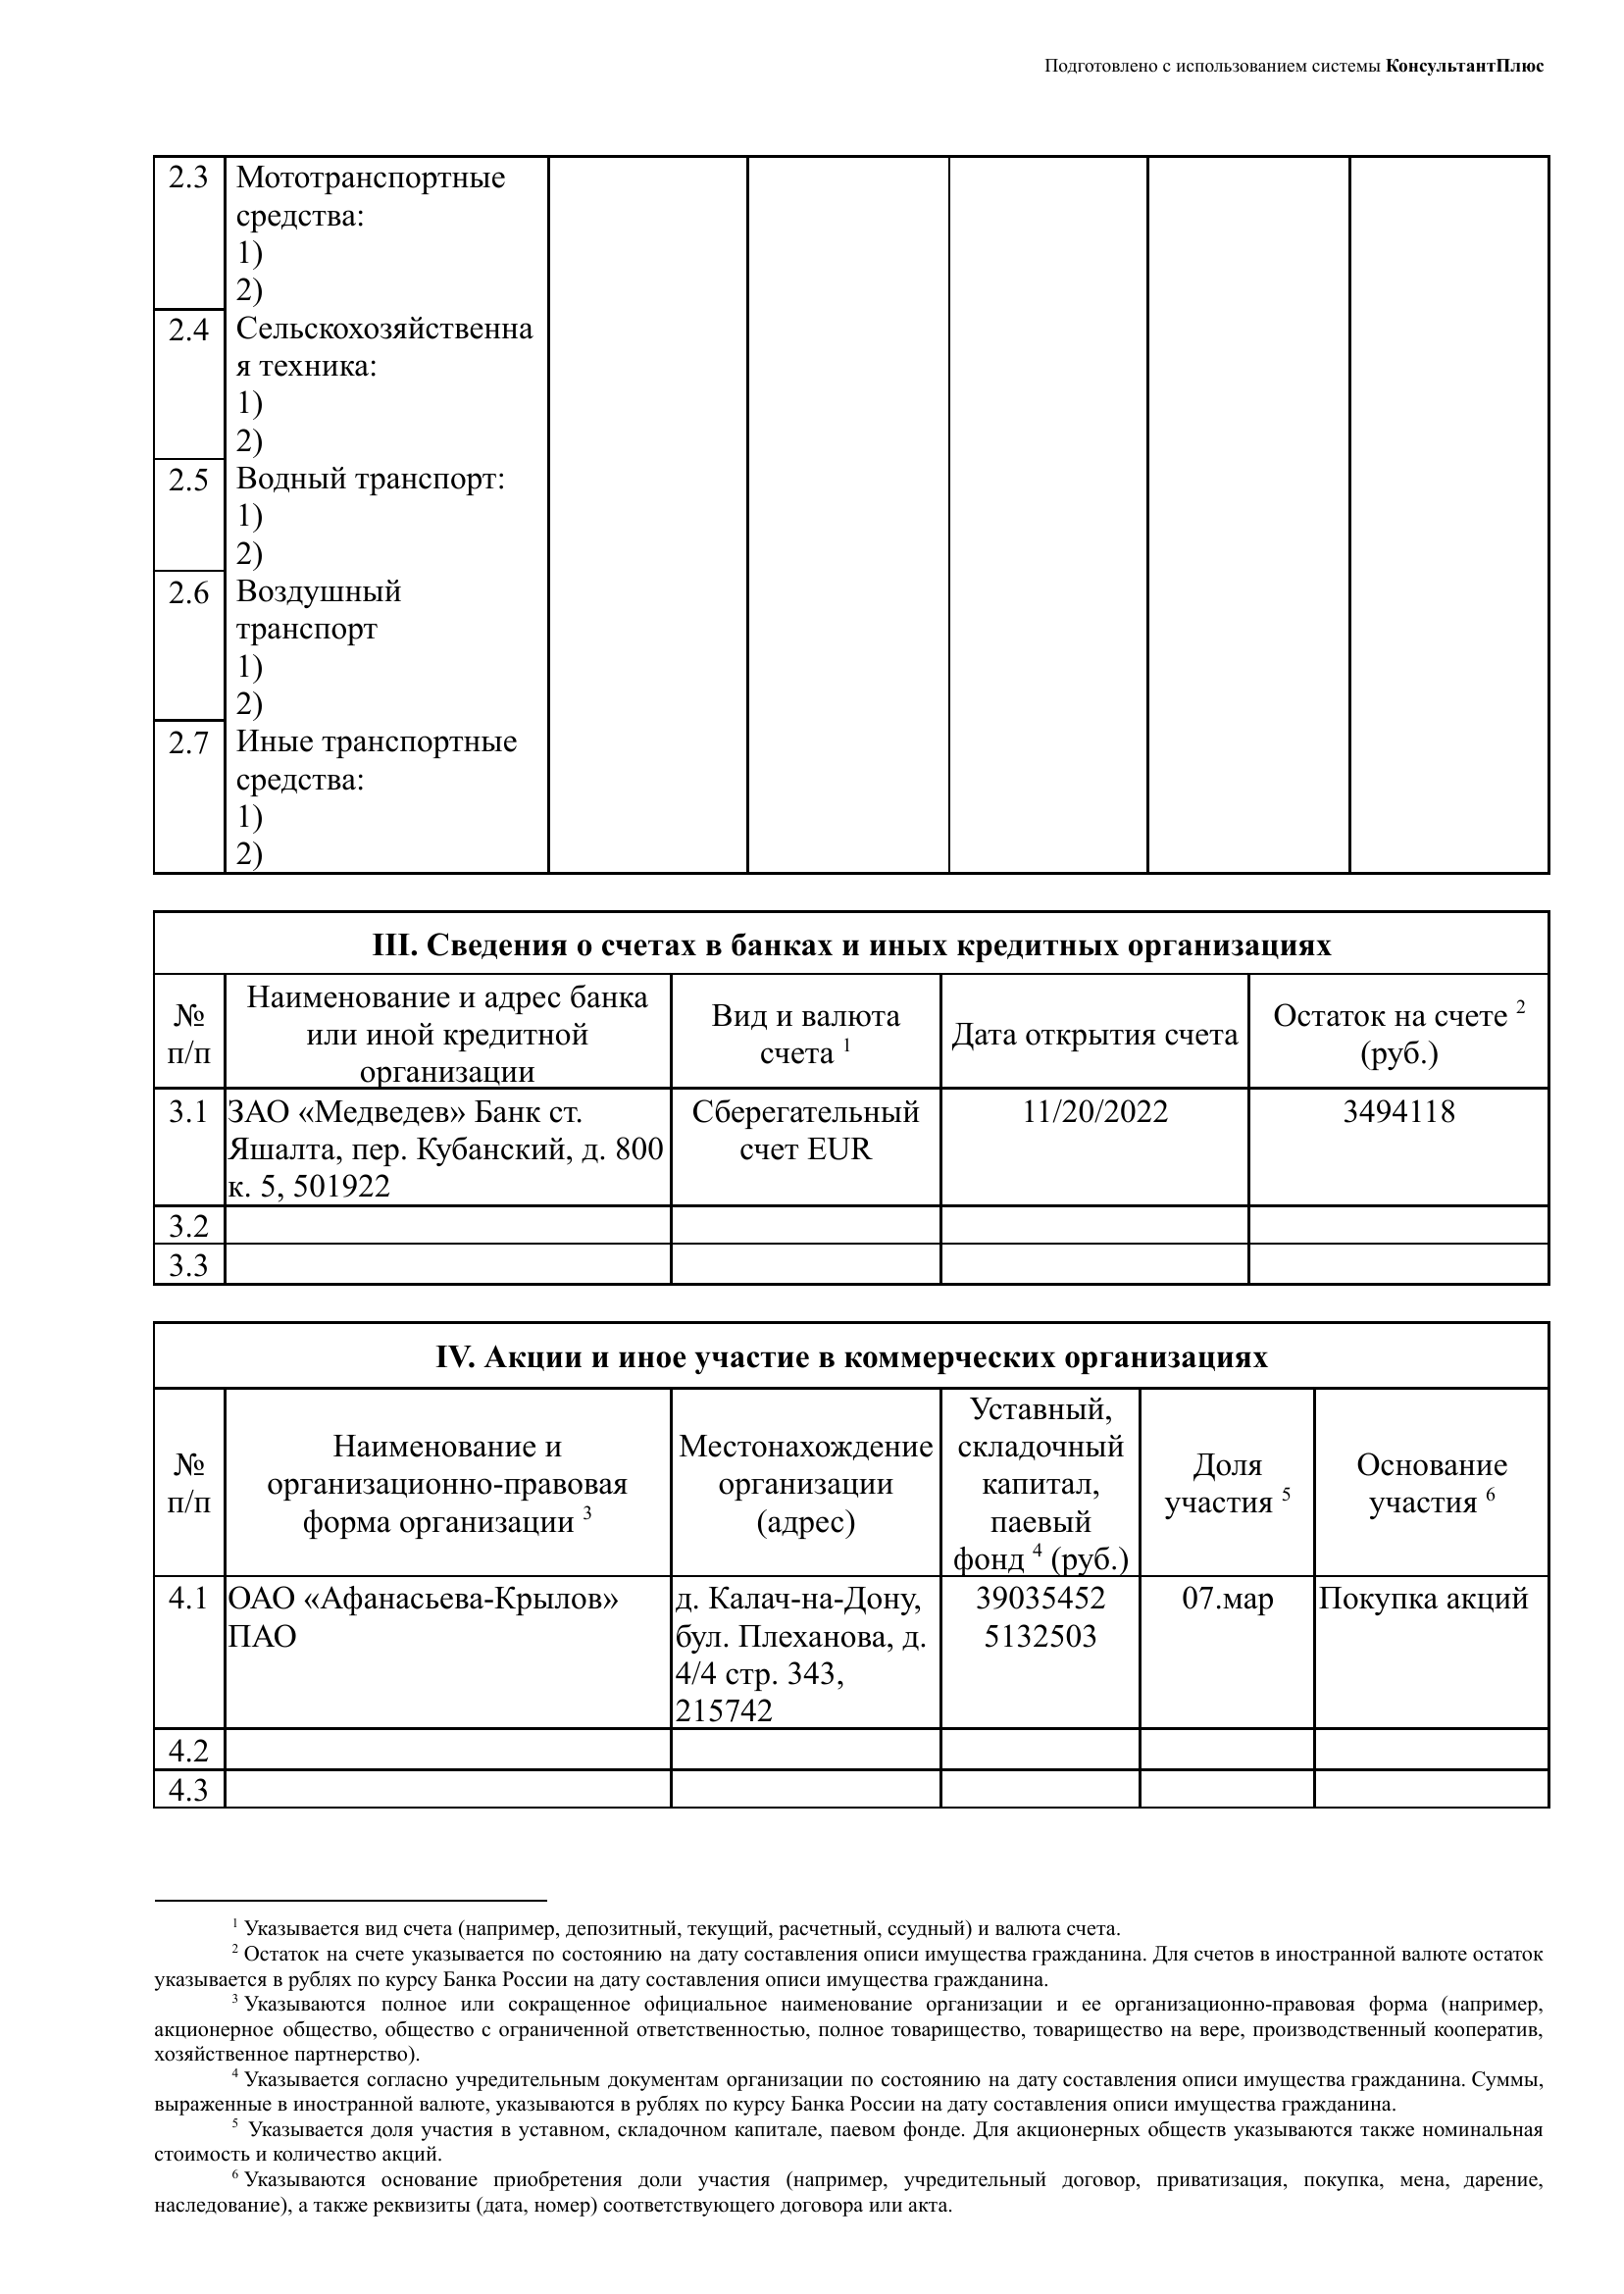 Подготовлено с использованием системы КонсультантПлюс
2.3 Мототранспортные
средства:
1)
2)
2.4 Сельскохозяйственна
я техника:
1)
2)
2.5 Водный транспорт:
1)
2)
2.6 Воздушный
транспорт
1)
2)
2.7 Иные транспортные
средства:
1)
2)
III. Сведения о счетах в банках и иных кредитных организациях
№
п/п
Наименование и адрес банка
или иной кредитной
организации
Вид и валюта
счета 1
Дата открытия счета
Остаток на счете 2
(руб.)
3.1
ЗАО «Медведев» Банк ст.
Яшалта, пер. Кубанский, д. 800
к. 5, 501922
Сберегательный
счет EUR
11/20/2022
3494118
3.2
3.3
IV. Акции и иное участие в коммерческих организациях
№
п/п
Наименование и
организационно-правовая
форма организации 3
Местонахождение
организации
(адрес)
Уставный,
складочный
капитал,
паевый
фонд 4 (руб.)
Доля
участия 5
Основание
участия 6
4.1
ОАО «Афанасьева-Крылов»
ПАО
д. Калач-на-Дону,
бул. Плеханова, д.
4/4 стр. 343,
215742
39035452
5132503
07.мар
Покупка акций
4.2
4.3
1 Указывается вид счета (например, депозитный, текущий, расчетный, ссудный) и валюта счета.
2 Остаток на счете указывается по состоянию на дату составления описи имущества гражданина. Для счетов в иностранной валюте остаток
указывается в рублях по курсу Банка России на дату составления описи имущества гражданина.
3 Указываются полное или сокращенное официальное наименование организации и ее организационно-правовая форма (например,
акционерное общество, общество с ограниченной ответственностью, полное товарищество, товарищество на вере, производственный кооператив,
хозяйственное партнерство).
4 Указывается согласно учредительным документам организации по состоянию на дату составления описи имущества гражданина. Суммы,
выраженные в иностранной валюте, указываются в рублях по курсу Банка России на дату составления описи имущества гражданина.
5 Указывается доля участия в уставном, складочном капитале, паевом фонде. Для акционерных обществ указываются также номинальная
стоимость и количество акций.
6 Указываются основание приобретения доли участия (например, учредительный договор, приватизация, покупка, мена, дарение,
наследование), а также реквизиты (дата, номер) соответствующего договора или акта.